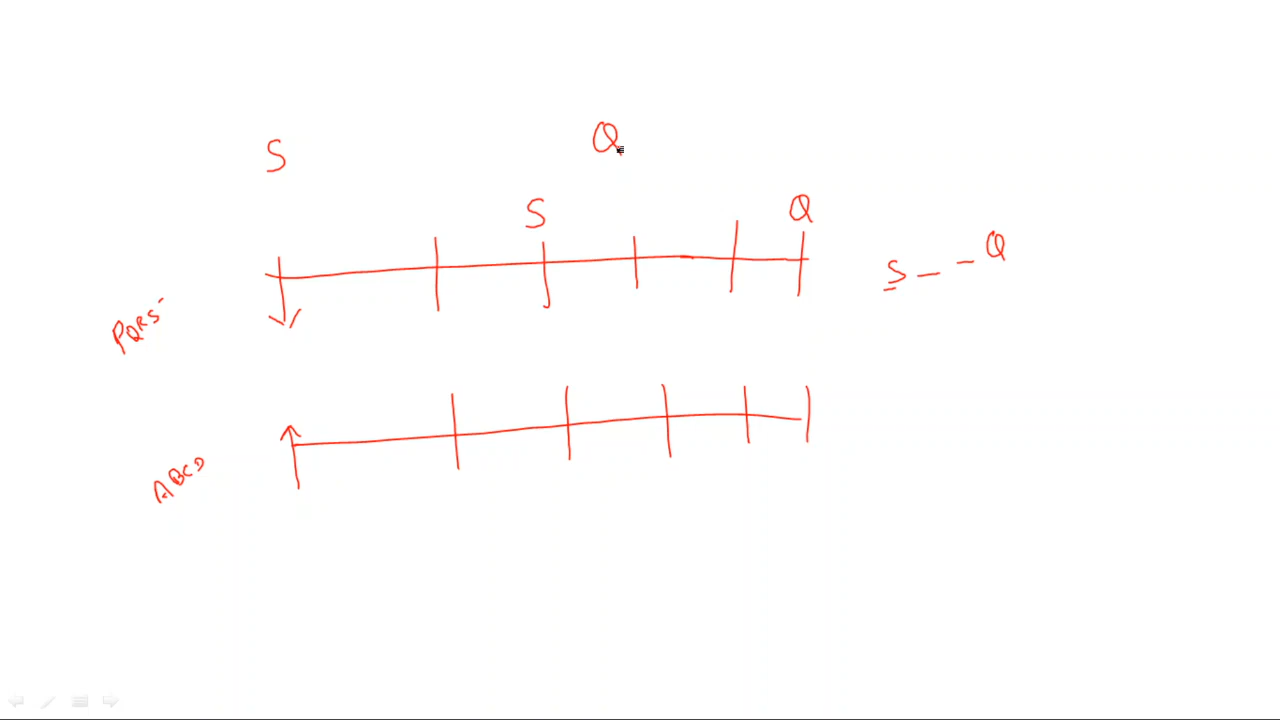 S Q
S Q
S _ _ Q
PQRS
ABCD